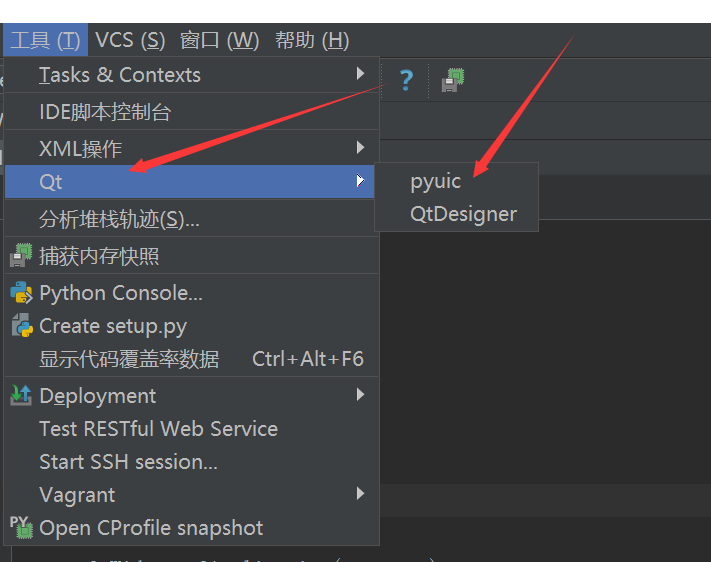 工具 (T) VCS (S) 窗口 (W) 帮助 (H)
Tasks & Contexts
IDE脚本控制台
XML操作
Qt
pyuic
QtDesigner
分析堆栈轨迹(S)...
捕获内存快照
Python Console...
Create setup.py
显示代码覆盖率数据 Ctrl+Alt+F6
Deployment
Test RESTful Web Service
Start SSH session...
Vagrant
Open CProfile snapshot